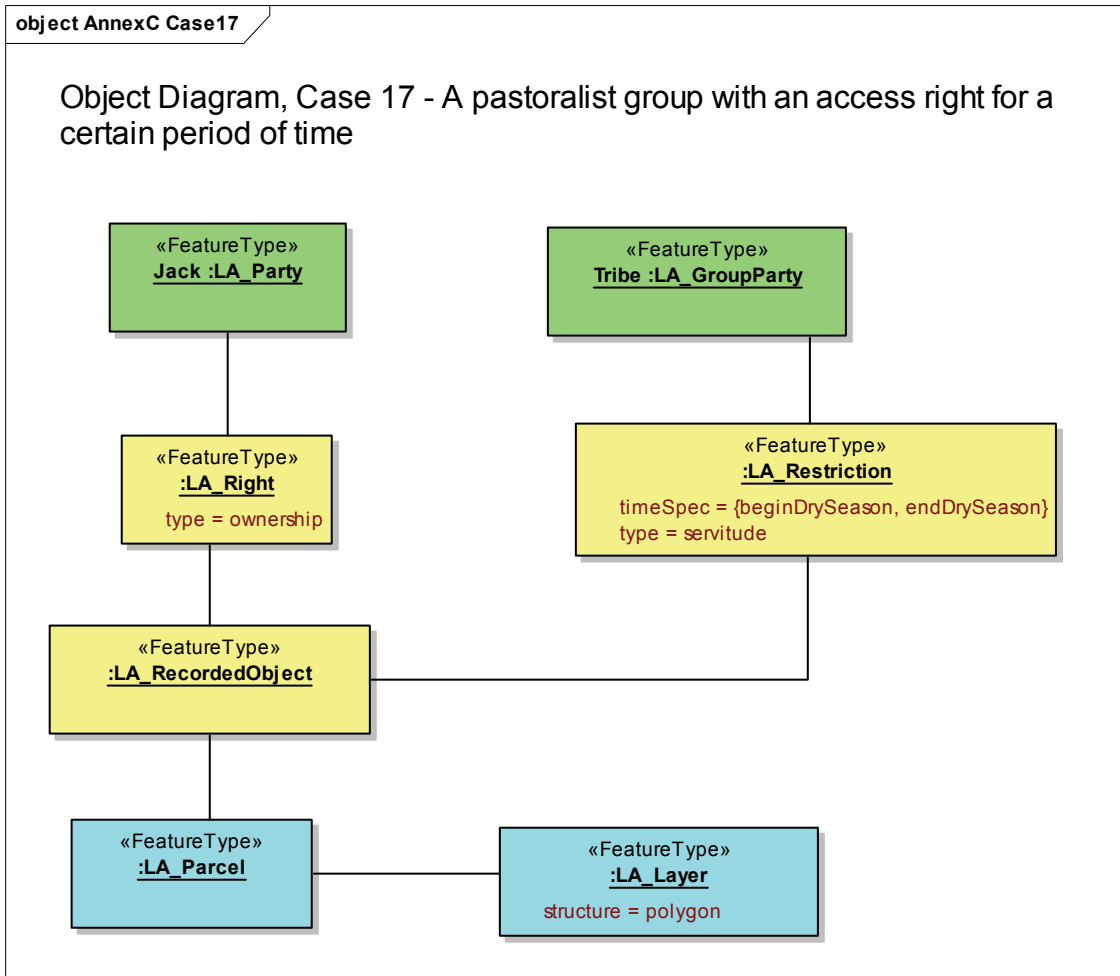 object AnnexC Case17
Object Diagram, Case 17 - A pastoralist group with an access right for a
certain period of time
«FeatureType»
Jack :LA_Party
«FeatureType»
Tribe :LA_GroupParty
«FeatureType»
:LA_Right
type = ownership
«FeatureType»
:LA_Restriction
timeSpec = {beginDrySeason, endDrySeason}
type = servitude
«FeatureType»
:LA_RecordedObject
«FeatureType»
:LA_Parcel
«FeatureType»
:LA_Layer
structure = polygon